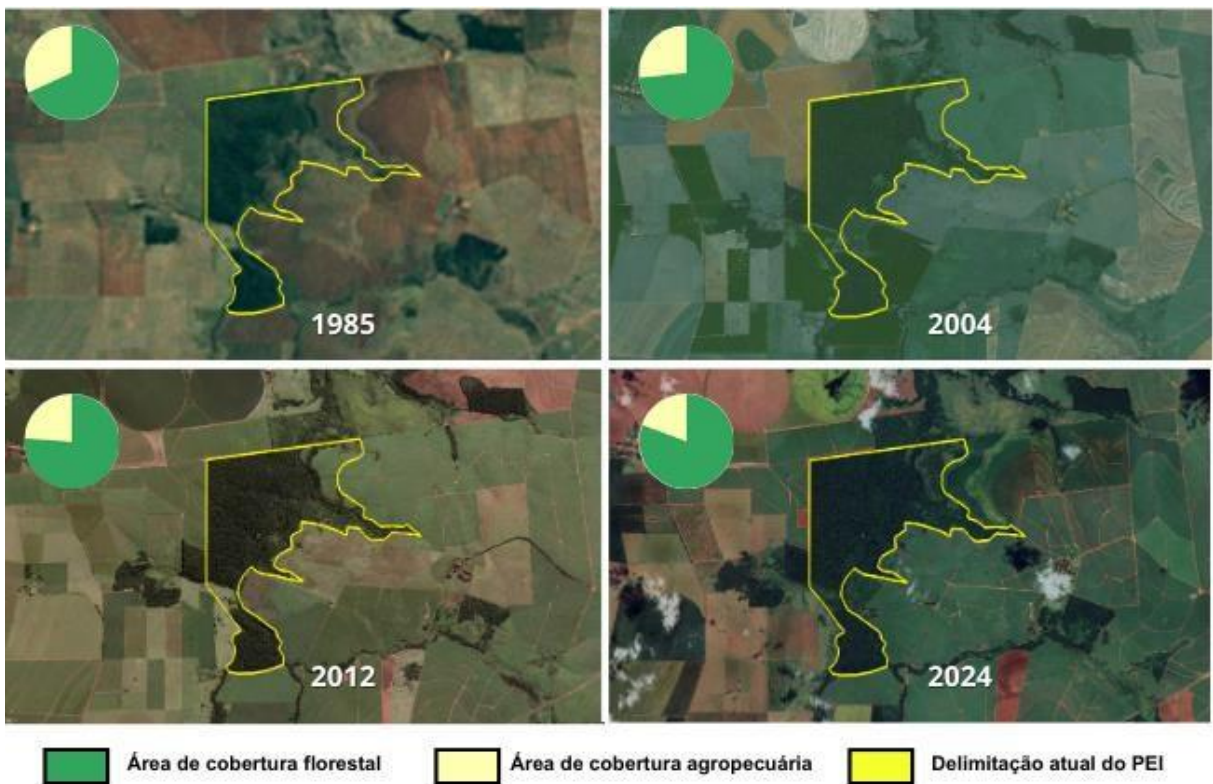 1985
2004
2012
2024
Área de cobertura florestal
Área de cobertura agropecuária
Delimitação atual do PEI